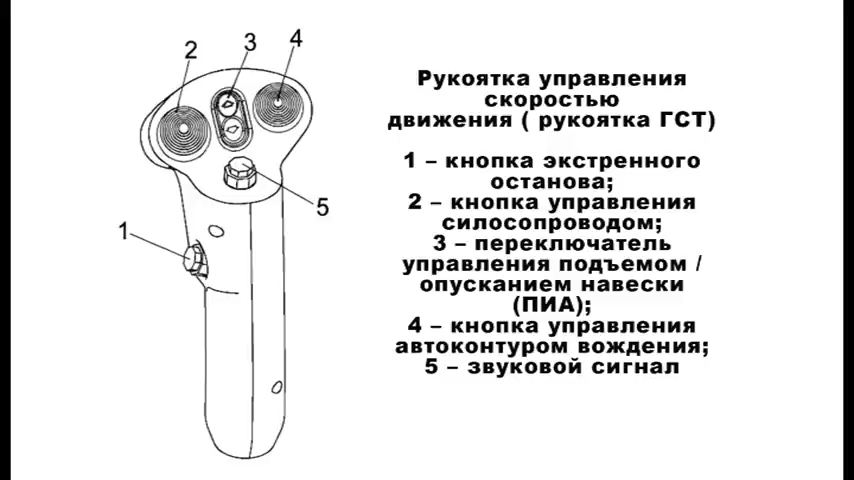 2
3
4
5
1
Рукоятка управления
скоростью
движения ( рукоятка ГСТ)
1 – кнопка экстренного
останова;
2 – кнопка управления
силосопроводом;
3 – переключатель
управления подъемом /
опусканием навески
(ПИА);
4 – кнопка управления
автоконтуром вождения;
5 – звуковой сигнал